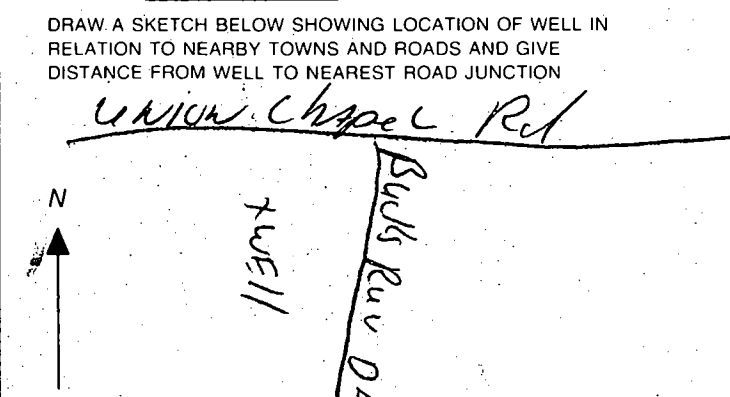 DRAW A SKETCH BELOW SHOWING LOCATION OF WELL IN
RELATION TO NEARBY TOWNS AND ROADS AND GIVE
DISTANCE FROM WELL TO NEAREST ROAD JUNCTION
Union Chapel Rd
N
x WEll
Run